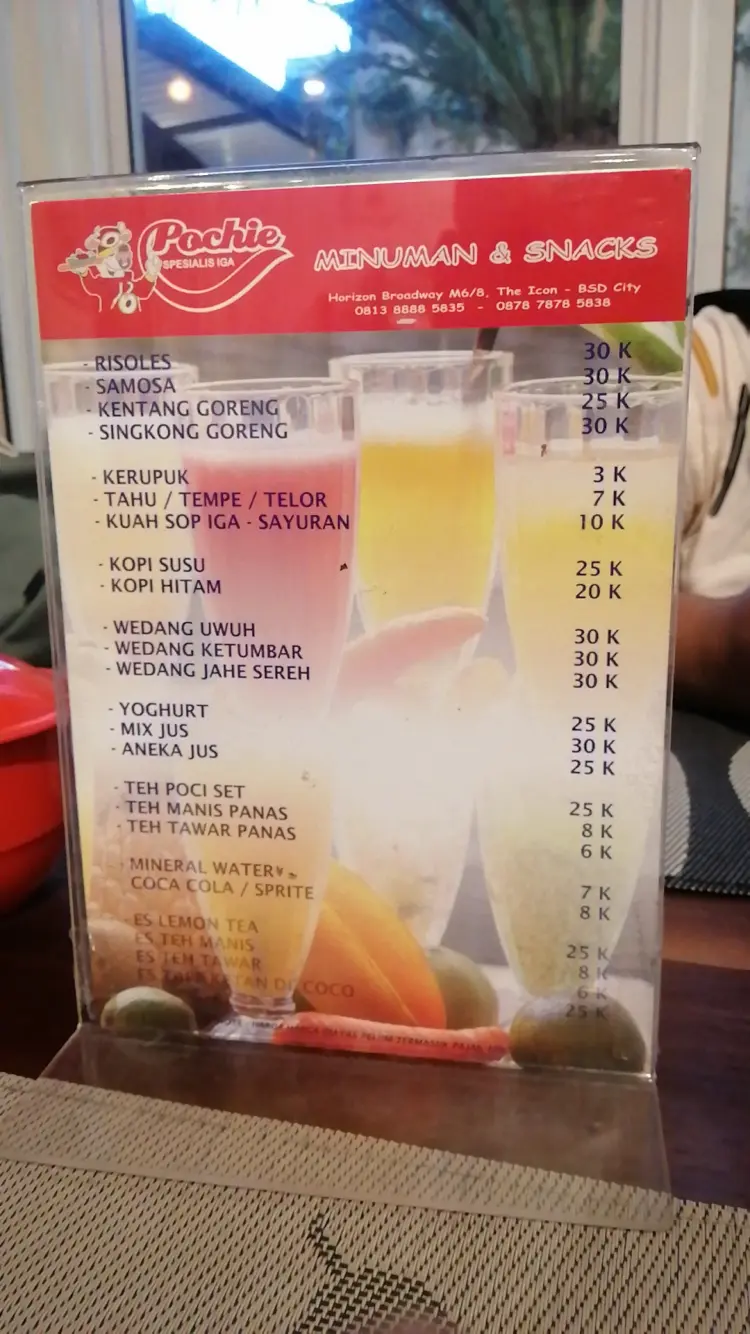 Pochie
SPESIALIS IGA
MINUMAN & SNACKS
Horizon Broadway M6/8, The Icon - BSD City
0813 8888 5835 - 0878 7878 5838
- RISOLES 30 K
- SAMOSA 30 K
- KENTANG GORENG 25 K
- SINGKONG GORENG 30 K
- KERUPUK 3 K
- TAHU / TEMPE / TELOR 7 K
- KUAH SOP IGA - SAYURAN 10 K
- KOPI SUSU 25 K
- KOPI HITAM 20 K
- WEDANG UWUH 30 K
- WEDANG KETUMBAR 30 K
- WEDANG JAHE SEREH 30 K
- YOGHURT 25 K
- MIX JUS 30 K
- ANEKA JUS 25 K
- TEH POCI SET 25 K
- TEH MANIS PANAS 8 K
- TEH TAWAR PANAS 6 K
- MINERAL WATER 7 K
COCA COLA / SPRITE 8 K
- ES LEMON TEA 25 K
ES TEH MANIS 8 K
ES TEH TAWAR 6 K
ES KETAN DE COCO 25 K